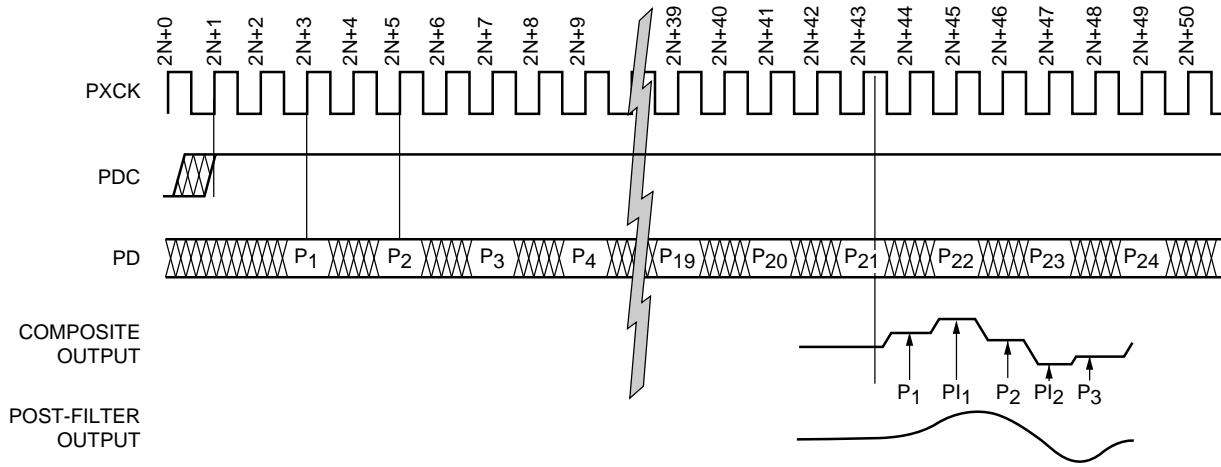 2N+0 2N+1 2N+2 2N+3 2N+4 2N+5 2N+6 2N+7 2N+8 2N+9 2N+39 2N+40 2N+41 2N+42 2N+43 2N+44 2N+45 2N+46 2N+47 2N+48 2N+49 2N+50
PXCK
PDC
PD P1 P2 P3 P4 P19 P20 P21 P22 P23 P24
COMPOSITE
OUTPUT
P1 PI1 P2 PI2 P3
POST-FILTER
OUTPUT